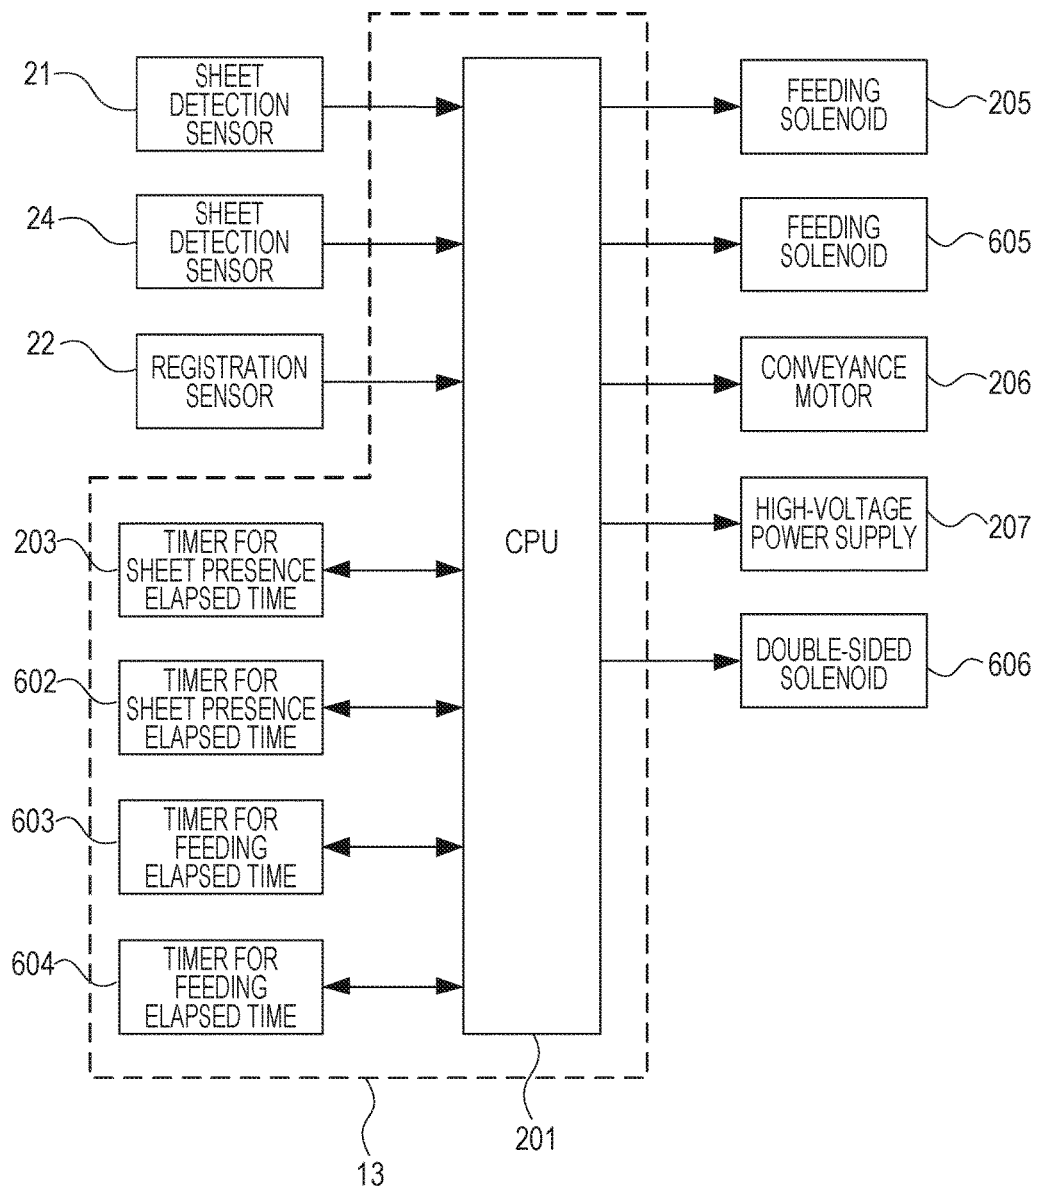 21
SHEET
DETECTION
SENSOR
24
SHEET
DETECTION
SENSOR
22
REGISTRATION
SENSOR
203
TIMER FOR
SHEET PRESENCE
ELAPSED TIME
602
TIMER FOR
SHEET PRESENCE
ELAPSED TIME
603
TIMER FOR
FEEDING
ELAPSED TIME
604
TIMER FOR
FEEDING
ELAPSED TIME
CPU
201
13
FEEDING
SOLENOID
205
FEEDING
SOLENOID
605
CONVEYANCE
MOTOR
206
HIGH-VOLTAGE
POWER SUPPLY
207
DOUBLE-SIDED
SOLENOID
606